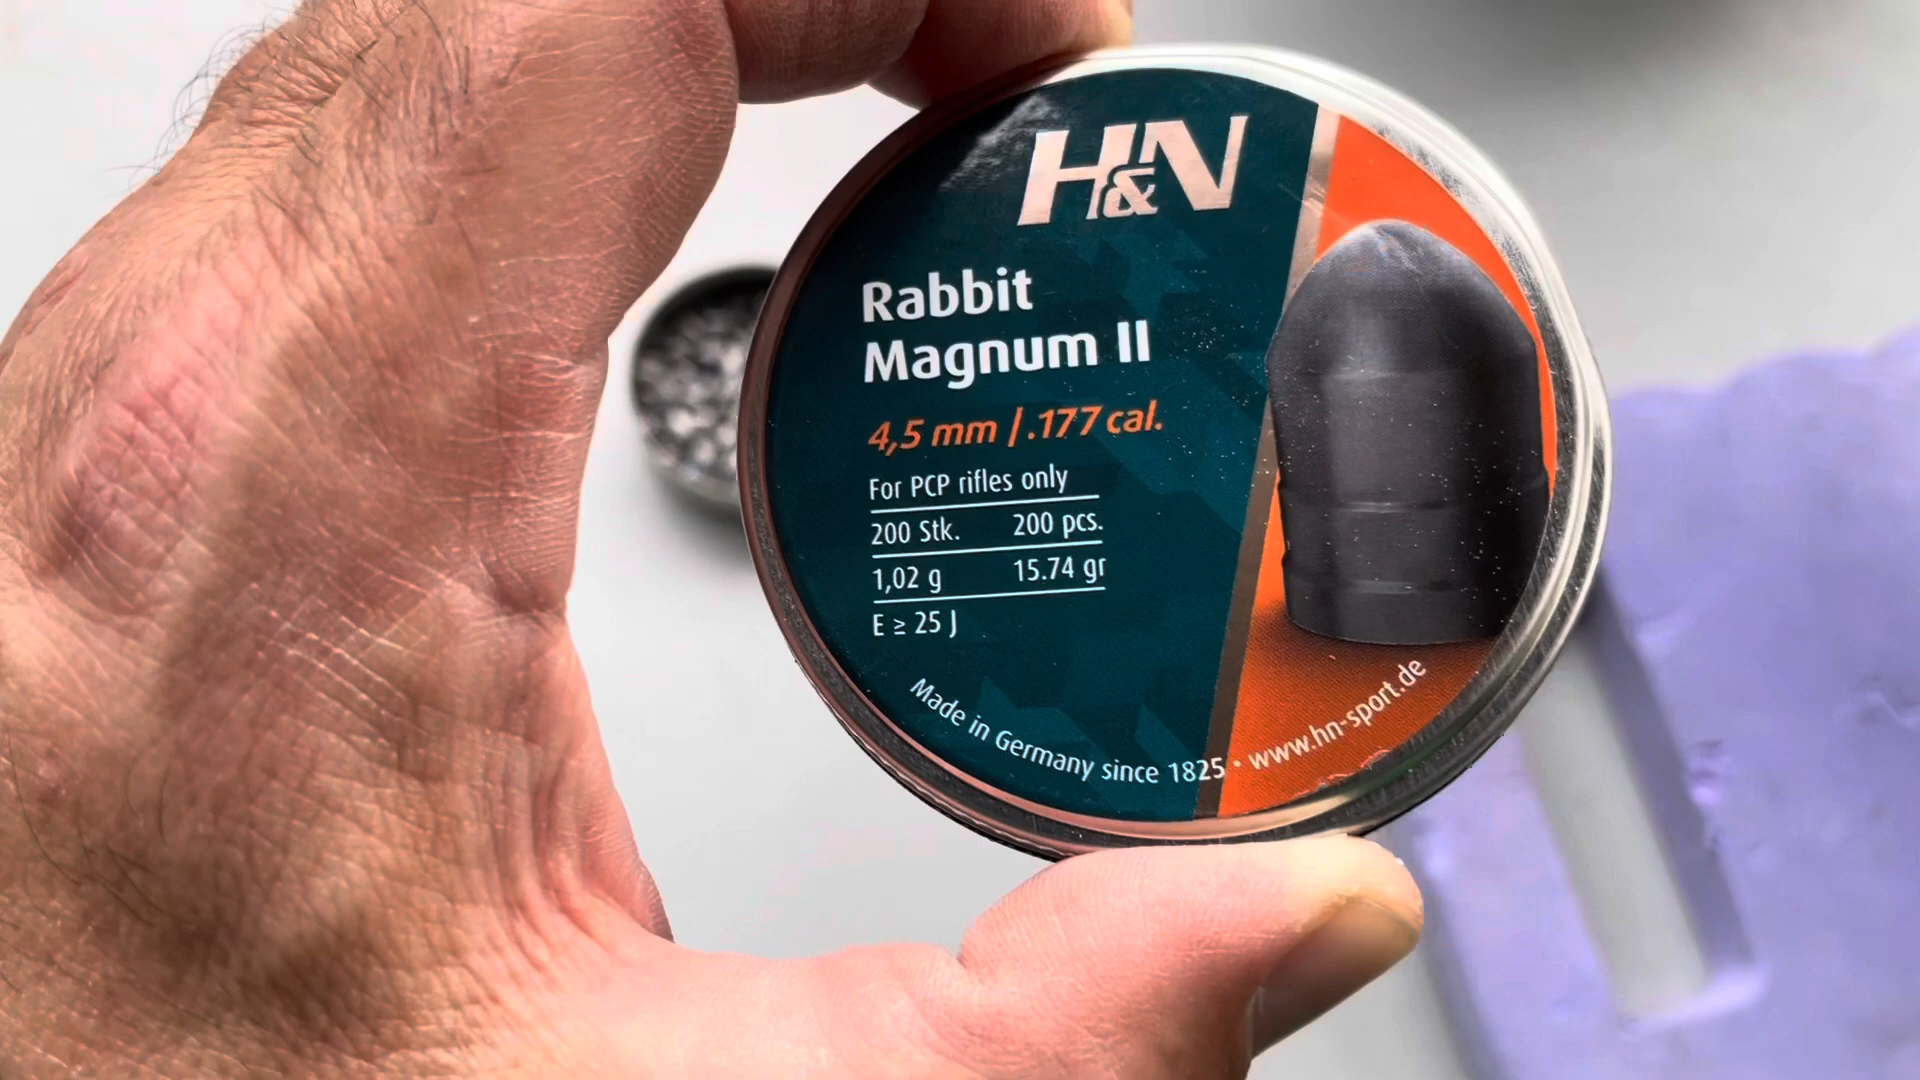 H&N
Rabbit
Magnum II
4,5 mm / .177 cal.
For PCP rifles only
200 Stk. 200 pcs.
1,02 g 15.74 gr
E ≥ 25 J
Made in Germany since 1825 • www.hn-sport.de